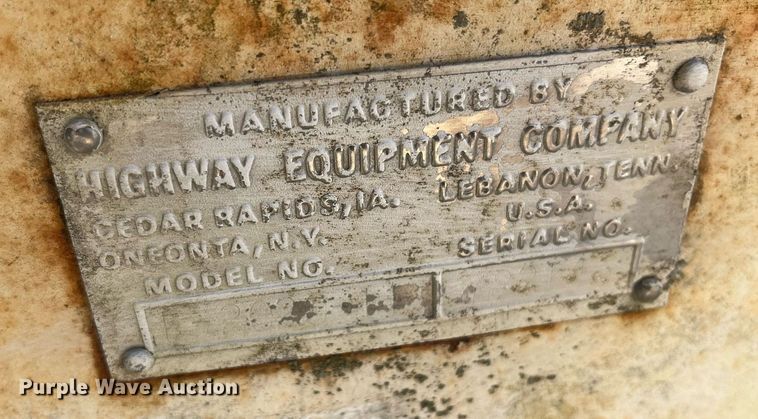 MANUFACTURED BY
HIGHWAY EQUIPMENT COMPANY
CEDAR RAPIDS, IA. LEBANON, TENN.
ONEONTA, N.Y. U.S.A.
MODEL NO. SERIAL NO.
Purple Wave Auction